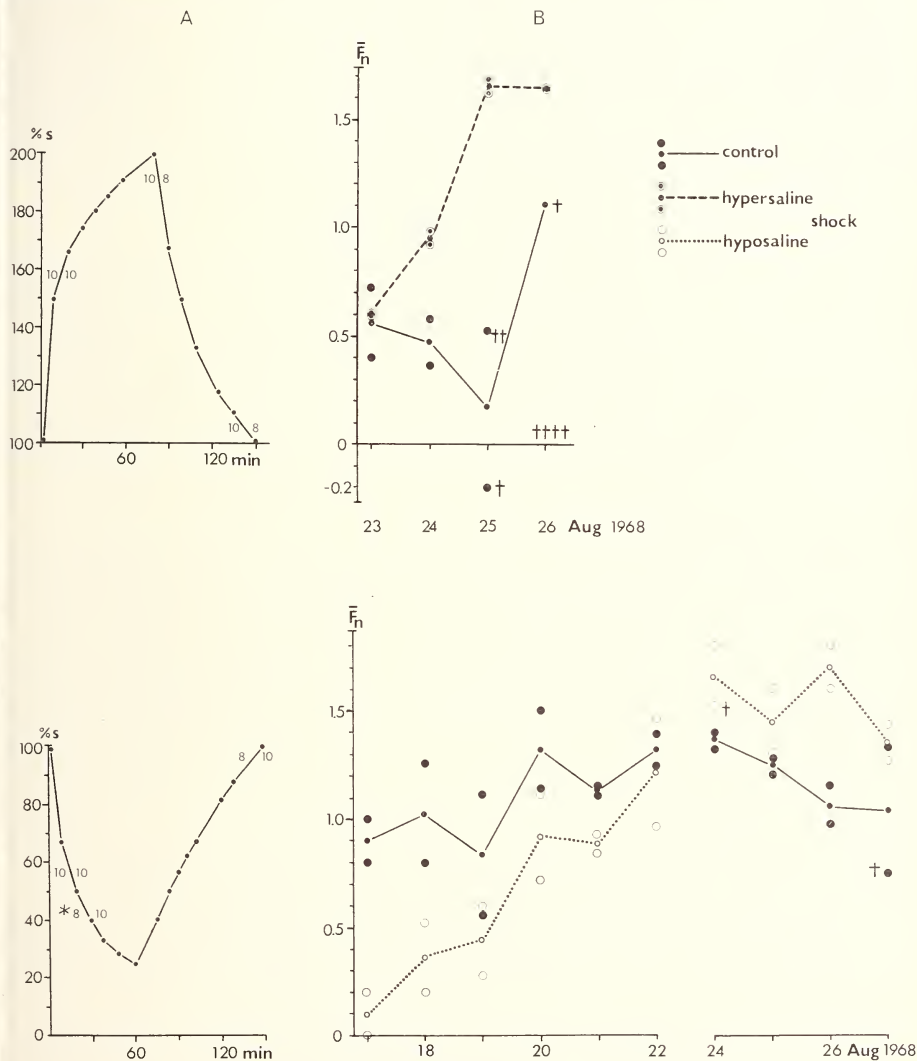 A
B
% s
200
180
160
140
120
100
10 10
10 8
10 8
60 120 min
F̄n
1.5
1.0
0.5
0
-0.2
†
††
††††
†
23 24 25 26 Aug 1968
control
hypersaline
shock
hyposaline
%s
100
80
60
40
20
0
10 10
* 8 10
8 10
60 120 min
F̄n
1.5
1.0
0.5
0
†
†
18 20 22 24 26 Aug 1968